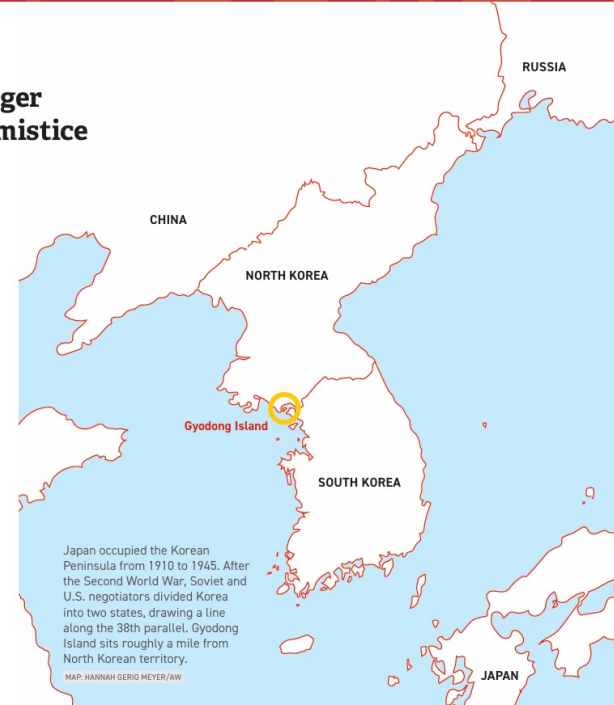 ger
mistice
RUSSIA
CHINA
NORTH KOREA
Gyodong Island
SOUTH KOREA
Japan occupied the Korean
Peninsula from 1910 to 1945. After
the Second World War, Soviet and
U.S. negotiators divided Korea
into two states, drawing a line
along the 38th parallel. Gyodong
Island sits roughly a mile from
North Korean territory.
MAP: HANNAH GERIG MEYER/AW
JAPAN